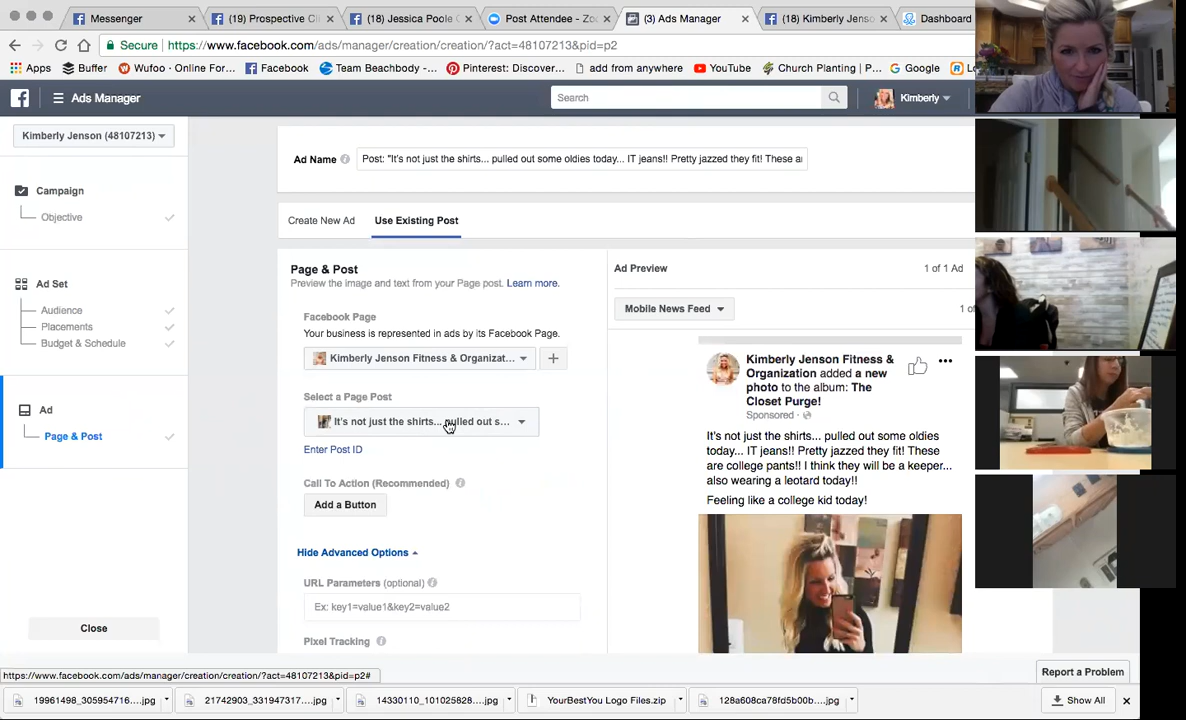 Messenger
(19) Prospective Cli
(18) Jessica Poole
Post Attendee - Zo
(3) Ads Manager
(18) Kimberly Jenso
Dashboard
Secure
https://www.facebook.com/ads/manager/creation/creation/?act=48107213&pid=p2
Apps
Buffer
Wufoo - Online For...
Facebook
Team Beachbody -...
Pinterest: Discover...
add from anywhere
YouTube
Church Planting | P...
Google
Ads Manager
Search
Kimberly
Kimberly Jenson (48107213)
Ad Name
Post: "It's not just the shirts... pulled out some oldies today... IT jeans!! Pretty jazzed they fit! These a
Campaign
Objective
Create New Ad
Use Existing Post
Page & Post
Preview the image and text from your Page post. Learn more.
Ad Preview
1 of 1 Ad
Ad Set
Audience
Placements
Budget & Schedule
Facebook Page
Your business is represented in ads by its Facebook Page.
Mobile News Feed
1 o
Kimberly Jenson Fitness & Organizat...
Kimberly Jenson Fitness &
Organization added a new
photo to the album: The
Closet Purge!
Sponsored
Select a Page Post
It's not just the shirts... pulled out s...
Ad
Page & Post
Enter Post ID
It's not just the shirts... pulled out some oldies
today... IT jeans!! Pretty jazzed they fit! These
are college pants!! I think they will be a keeper...
also wearing a leotard today!!
Feeling like a college kid today!
Call To Action (Recommended)
Add a Button
Hide Advanced Options
URL Parameters (optional)
Ex: key1=value1&key2=value2
Close
Pixel Tracking
https://www.facebook.com/ads/manager/creation/creation/?act=48107213&pid=p2#
Report a Problem
19961498_305954716....jpg
21742903_331947317....jpg
14330110_101025828....jpg
YourBestYou Logo Files.zip
128a608ca78fd5b00b....jpg
Show All